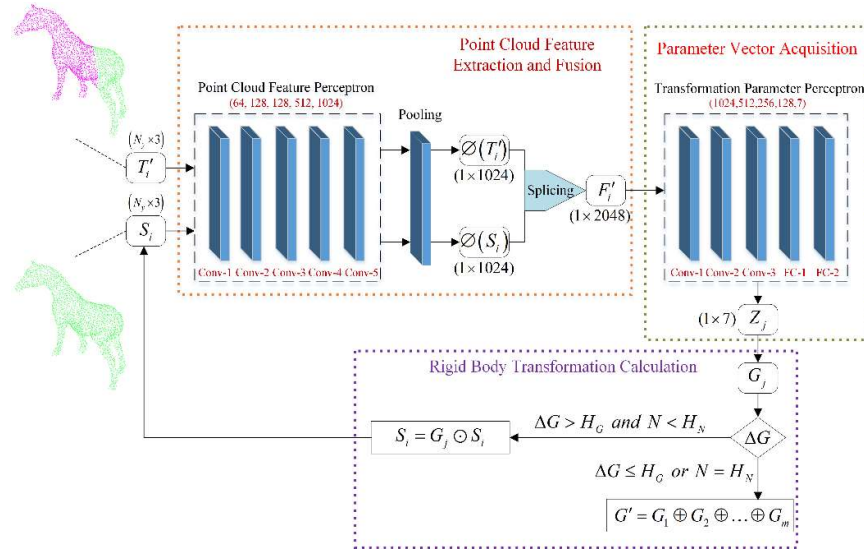 Point Cloud Feature
Extraction and Fusion
Parameter Vector Acquisition
Point Cloud Feature Perceptron
(64, 128, 128, 512, 1024)
Pooling
Transformation Parameter Perceptron
(1024,512,256,128,7)
(N_j × 3)
T′_i
∅(T′_i)
(1×1024)
Splicing
F′_i
(1×2048)
(N_y × 3)
S_i
∅(S_i)
(1×1024)
Conv-1 Conv-2 Conv-3 Conv-4 Conv-5
Conv-1 Conv-2 Conv-3 FC-1 FC-2
(1×7) Z_j
Rigid Body Transformation Calculation
G_j
S_i = G_j ⊙ S_i
ΔG > H_G and N < H_N
ΔG
ΔG ≤ H_G or N = H_N
G′ = G_1 ⊕ G_2 ⊕ … ⊕ G_m